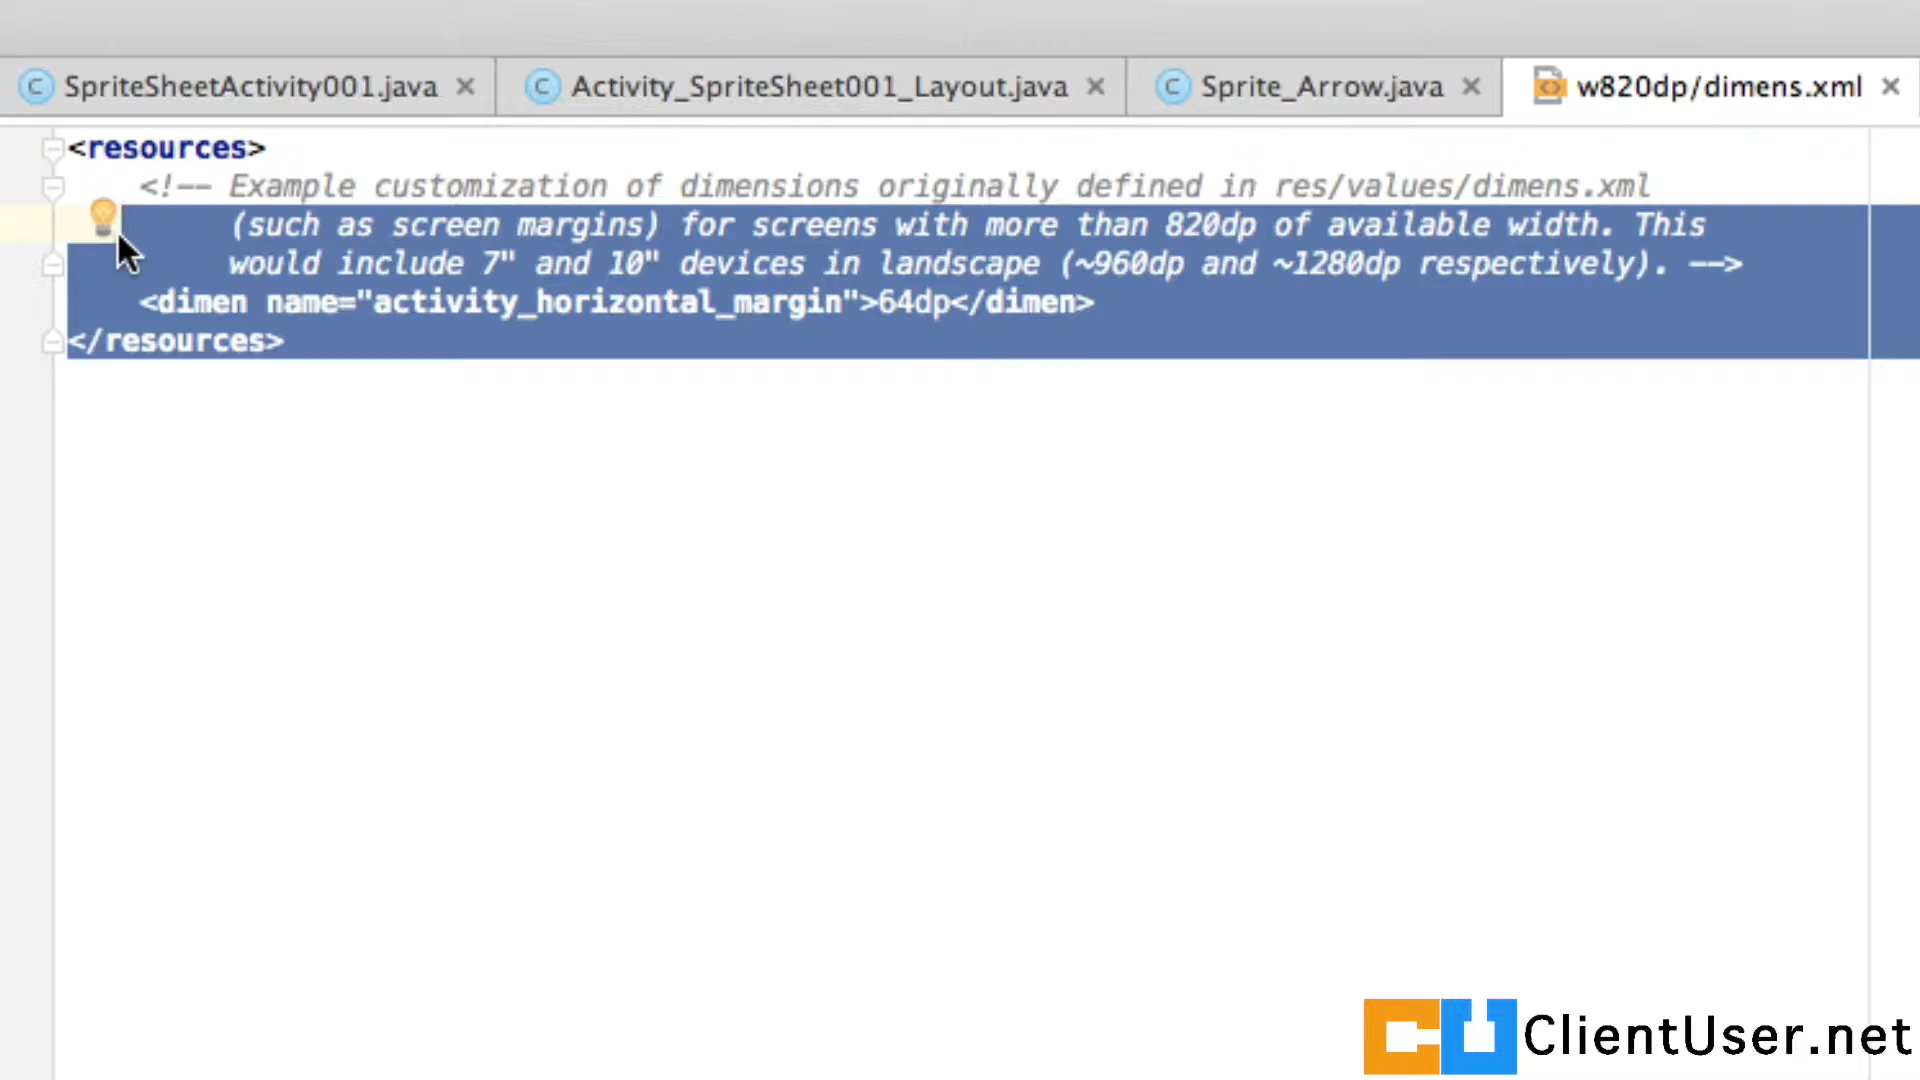 SpriteSheetActivity001.java
Activity_SpriteSheet001_Layout.java
Sprite_Arrow.java
w820dp/dimens.xml
<resources>
<!-- Example customization of dimensions originally defined in res/values/dimens.xml
(such as screen margins) for screens with more than 820dp of available width. This
would include 7" and 10" devices in landscape (~960dp and ~1280dp respectively). -->
<dimen name="activity_horizontal_margin">64dp</dimen>
</resources>
ClientUser.net